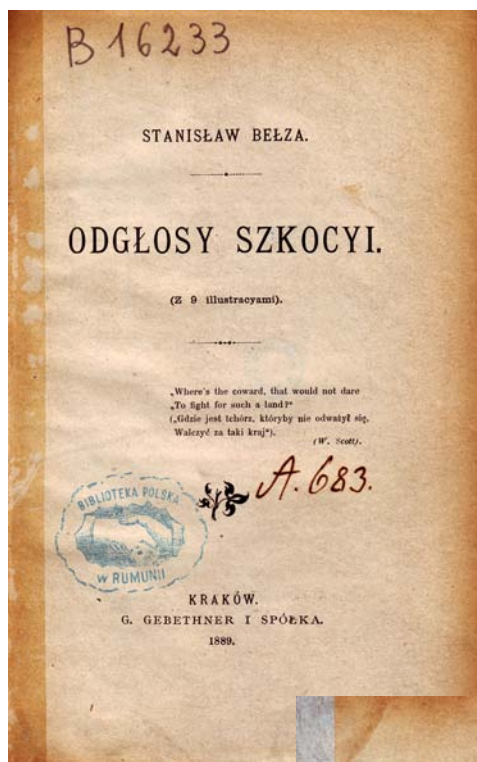 B 16233
STANISŁAW BEŁZA.
ODGŁOSY SZKOCYI.
(Z 9 illustracyami).
„Where's the coward, that would not dare
„To fight for such a land?“
(„Gdzie jest tchórz, któryby nie odważył się,
Walczyć za taki kraj“).
(W. Scott).
A. 683.
BIBLIOTEKA POLSKA
W RUMUNII
KRAKÓW.
G. GEBETHNER I SPÓŁKA.
1889.